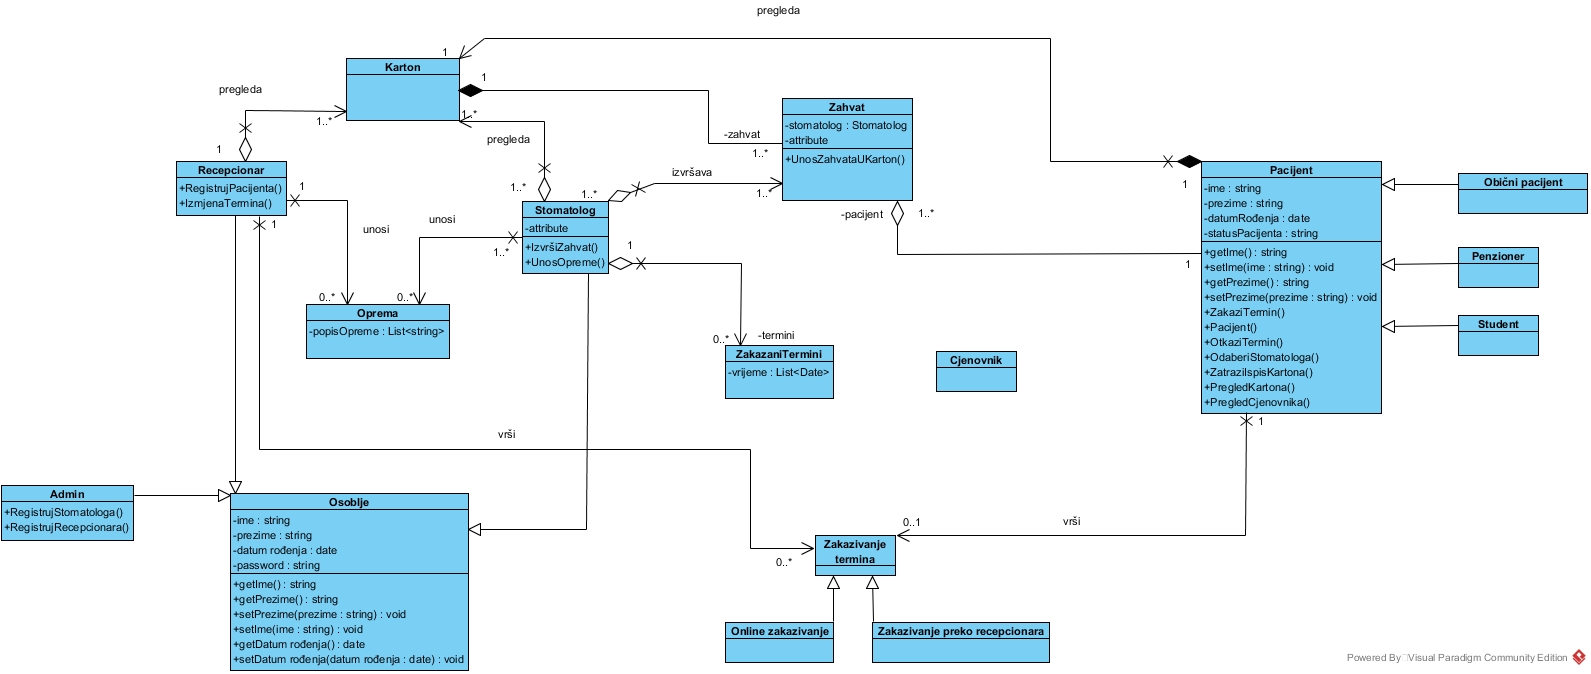 pregleda
1
Karton
1
pregleda
1..*
1..*
Zahvat
-stomatolog : Stomatolog
-attribute
+UnosZahvataUKarton()
-zahvat
1..*
pregleda
1
Recepcionar
+RegistrujPacijenta()
+IzmjenaTermina()
1
1
izvršava
1..*
1..*
1..*
Stomatolog
-attribute
+IzvršiZahvat()
+UnosOpreme()
unosi
unosi
1..*
1
-pacijent
1..*
1
1
Pacijent
-ime : string
-prezime : string
-datumRođenja : date
-statusPacijenta : string
+getIme() : string
+setIme(ime : string) : void
+getPrezime() : string
+setPrezime(prezime : string) : void
+ZakaziTermin()
+Pacijent()
+OtkaziTermin()
+OdaberiStomatologa()
+ZatraziIspisKartona()
+PregledKartona()
+PregledCjenovnika()
1
Obični pacijent
Penzioner
Student
0..*
0..*
Oprema
-popisOpreme : List<string>
0..*
-termini
ZakazaniTermini
-vrijeme : List<Date>
Cjenovnik
vrši
Admin
+RegistrujStomatologa()
+RegistrujRecepcionara()
Osoblje
-ime : string
-prezime : string
-datum rođenja : date
-password : string
+getIme() : string
+getPrezime() : string
+setPrezime(prezime : string) : void
+setIme(ime : string) : void
+getDatum rođenja() : date
+setDatum rođenja(datum rođenja : date) : void
0..1
vrši
0..*
Zakazivanje
termina
Online zakazivanje
Zakazivanje preko recepcionara
Powered By Visual Paradigm Community Edition